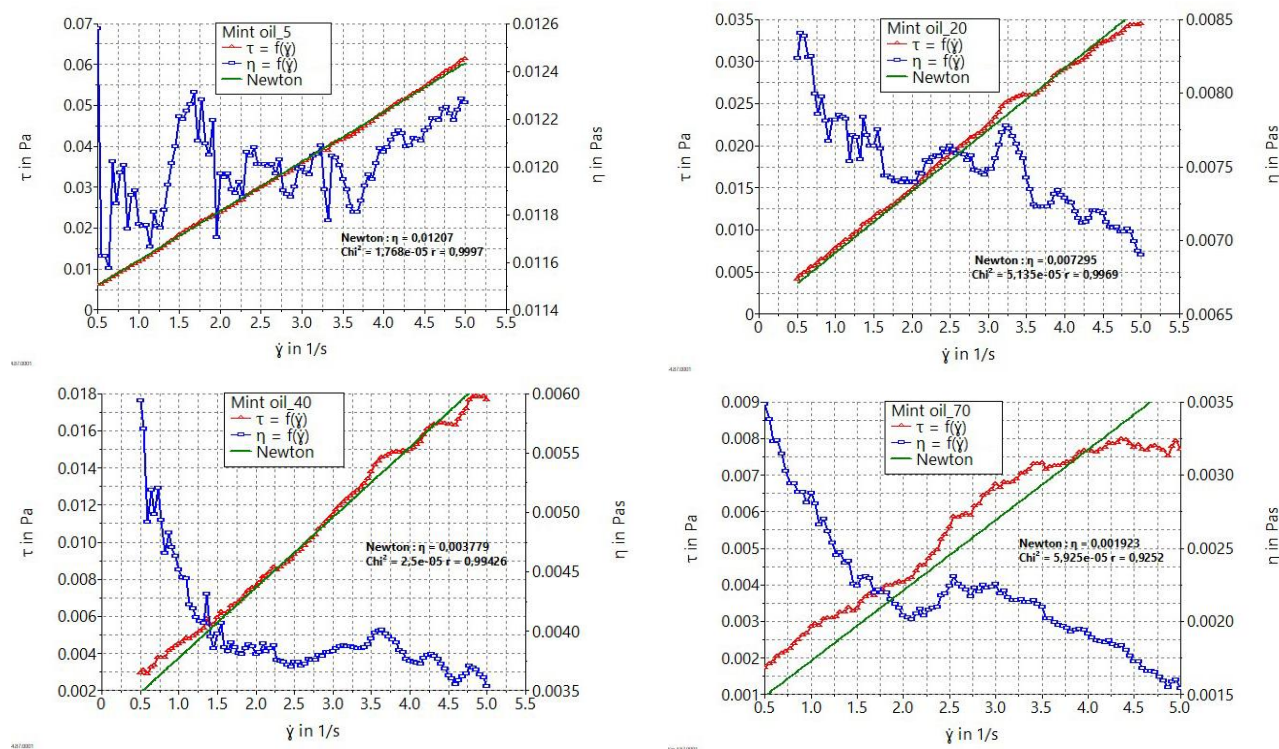 Mint oil_5
τ = f(ẏ)
η = f(ẏ)
Newton
τ in Pa
0.07
0.06
0.05
0.04
0.03
0.02
0.01
0
0.0126
0.0124
0.0122
0.0120
0.0118
0.0116
0.0114
η in Pas
Newton : η = 0,01207
Chi² = 1,768e-05 r = 0,9997
0.5 1.0 1.5 2.0 2.5 3.0 3.5 4.0 4.5 5.0 5.5
ẏ in 1/s
Mint oil_20
τ = f(ẏ)
η = f(ẏ)
Newton
τ in Pa
0.035
0.030
0.025
0.020
0.015
0.010
0.005
0
0.0085
0.0080
0.0075
0.0070
0.0065
η in Pas
Newton : η = 0,007295
Chi² = 5,135e-05 r = 0,9969
0 0.5 1.0 1.5 2.0 2.5 3.0 3.5 4.0 4.5 5.0 5.5
ẏ in 1/s
Mint oil_40
τ = f(ẏ)
η = f(ẏ)
Newton
τ in Pa
0.018
0.016
0.014
0.012
0.010
0.008
0.006
0.004
0.002
0.0060
0.0055
0.0050
0.0045
0.0040
0.0035
η in Pas
Newton : η = 0,003779
Chi² = 2,5e-05 r = 0,99426
0 0.5 1.0 1.5 2.0 2.5 3.0 3.5 4.0 4.5 5.0 5.5
ẏ in 1/s
Mint oil_70
τ = f(ẏ)
η = f(ẏ)
Newton
τ in Pa
0.009
0.008
0.007
0.006
0.005
0.004
0.003
0.002
0.001
0.0035
0.0030
0.0025
0.0020
0.0015
η in Pas
Newton : η = 0,001923
Chi² = 5,925e-05 r = 0,9252
0.5 1.0 1.5 2.0 2.5 3.0 3.5 4.0 4.5 5.0
ẏ in 1/s